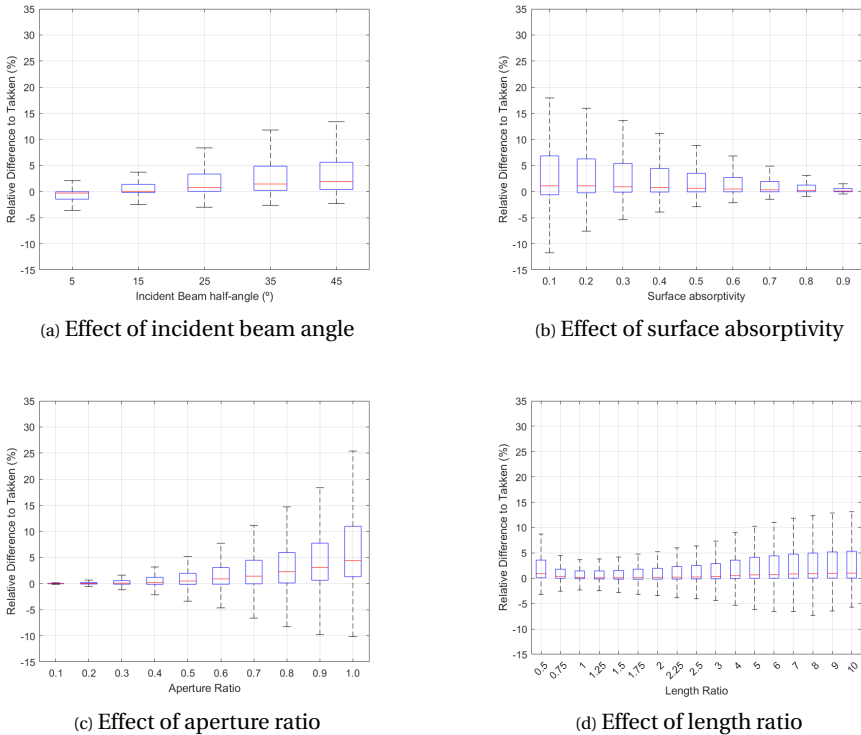 35
30
25
20
15
10
5
0
-5
-10
-15
Relative Difference to Takken (%)
5 15 25 35 45
Incident Beam half-angle (º)
(a) Effect of incident beam angle
35
30
25
20
15
10
5
0
-5
-10
-15
Relative Difference to Takken (%)
0.1 0.2 0.3 0.4 0.5 0.6 0.7 0.8 0.9
Surface absorptivity
(b) Effect of surface absorptivity
35
30
25
20
15
10
5
0
-5
-10
-15
Relative Difference to Takken (%)
0.1 0.2 0.3 0.4 0.5 0.6 0.7 0.8 0.9 1.0
Aperture Ratio
(c) Effect of aperture ratio
35
30
25
20
15
10
5
0
-5
-10
-15
Relative Difference to Takken (%)
0.5 0.75 1 1.25 1.5 1.75 2 2.25 2.5 3 4 5 6 7 8 9 10
Length Ratio
(d) Effect of length ratio